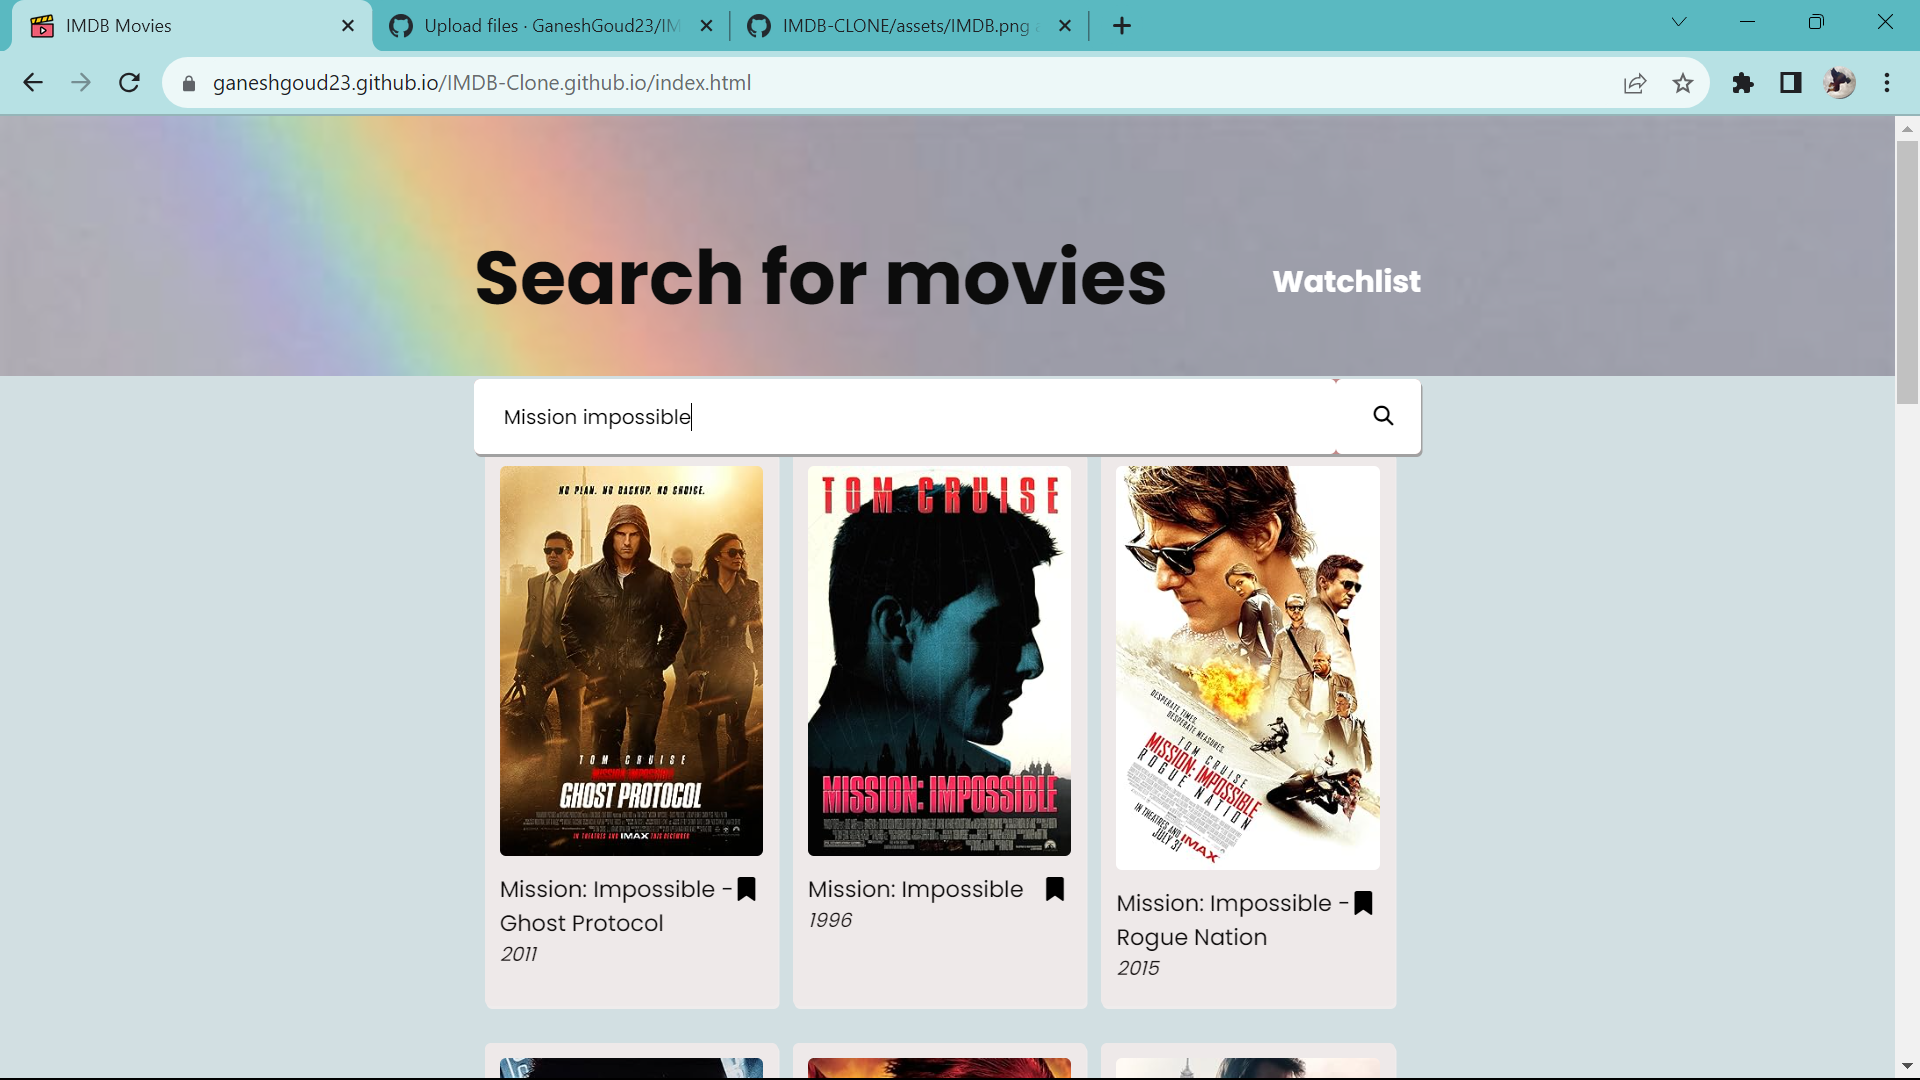 IMDB Movies
Upload files · GaneshGoud23/IM
IMDB-CLONE/assets/IMDB.png a
ganeshgoud23.github.io/IMDB-Clone.github.io/index.html
Search for movies
Watchlist
Mission impossible
NO PLAN. NO BACKUP. NO CHOICE.
TOM CRUISE
MISSION: IMPOSSIBLE
GHOST PROTOCOL
IN THEATRES AND IMAX THIS DECEMBER
TOM CRUISE
MISSION: IMPOSSIBLE
DESPERATE TIMES.
DESPERATE MEASURES.
TOM CRUISE
MISSION: IMPOSSIBLE
ROGUE NATION
IN THEATRES AND IMAX
JULY 31
Mission: Impossible -
Ghost Protocol
2011
Mission: Impossible
1996
Mission: Impossible -
Rogue Nation
2015